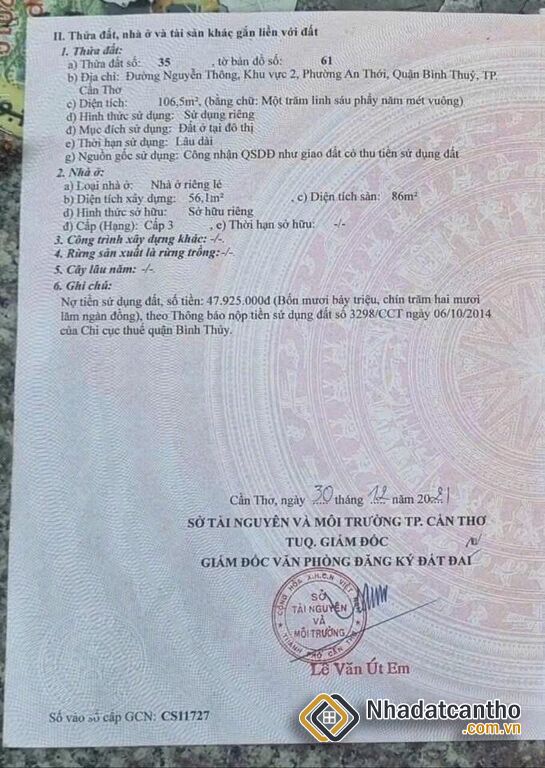 II. Thửa đất, nhà ở và tài sản khác gắn liền với đất
1. Thửa đất:
a) Thửa đất số: 35 , tờ bản đồ số: 61
b) Địa chỉ: Đường Nguyễn Thông, Khu vực 2, Phường An Thới, Quận Bình Thuỷ, TP.
Cần Thơ
c) Diện tích: 106,5m², (bằng chữ: Một trăm linh sáu phẩy năm mét vuông)
d) Hình thức sử dụng: Sử dụng riêng
đ) Mục đích sử dụng: Đất ở tại đô thị
e) Thời hạn sử dụng: Lâu dài
g) Nguồn gốc sử dụng: Công nhận QSDĐ như giao đất có thu tiền sử dụng đất
2. Nhà ở:
a) Loại nhà ở: Nhà ở riêng lẻ
b) Diện tích xây dựng: 56,1m² , c) Diện tích sàn: 86m²
d) Hình thức sở hữu: Sở hữu riêng
đ) Cấp (Hạng): Cấp 3 , e) Thời hạn sở hữu: -/-
3. Công trình xây dựng khác: -/-.
4. Rừng sản xuất là rừng trồng:-/-
5. Cây lâu năm: -/-
6. Ghi chú:
Nợ tiền sử dụng đất, số tiền: 47.925.000đ (Bốn mươi bảy triệu, chín trăm hai mươi
lăm ngàn đồng), theo Thông báo nộp tiền sử dụng đất số 3298/CCT ngày 06/10/2014
của Chi cục thuế quận Bình Thủy.
Cần Thơ, ngày 30 tháng 12 năm 2021
SỞ TÀI NGUYÊN VÀ MÔI TRƯỜNG TP. CẦN THƠ
TUQ. GIÁM ĐỐC
GIÁM ĐỐC VĂN PHÒNG ĐĂNG KÝ ĐẤT ĐAI
CỘNG HÒA X.H.C.N VIỆT NAM
SỞ
TÀI NGUYÊN
VÀ
MÔI TRƯỜNG
THÀNH PHỐ CẦN THƠ
Lê Văn Út Em
Số vào sổ cấp GCN: CS11727
Nhadatcantho
.com.vn